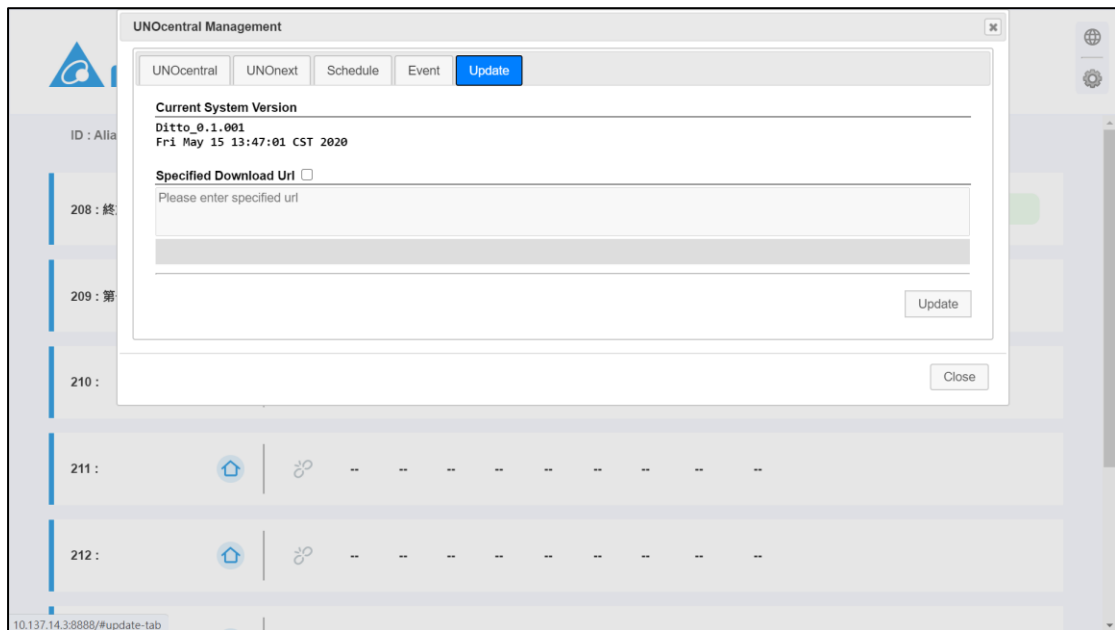 UNOcentral Management
UNOcentral UNOnext Schedule Event Update
Current System Version
Ditto_0.1.001
Fri May 15 13:47:01 CST 2020
Specified Download Url
Please enter specified url
Update
Close
ID : Alia
208 : 終
209 : 第
210 :
211 : -- -- -- -- -- -- -- -- --
212 : -- -- -- -- -- -- -- -- --
10.137.14.3:8888/#update-tab